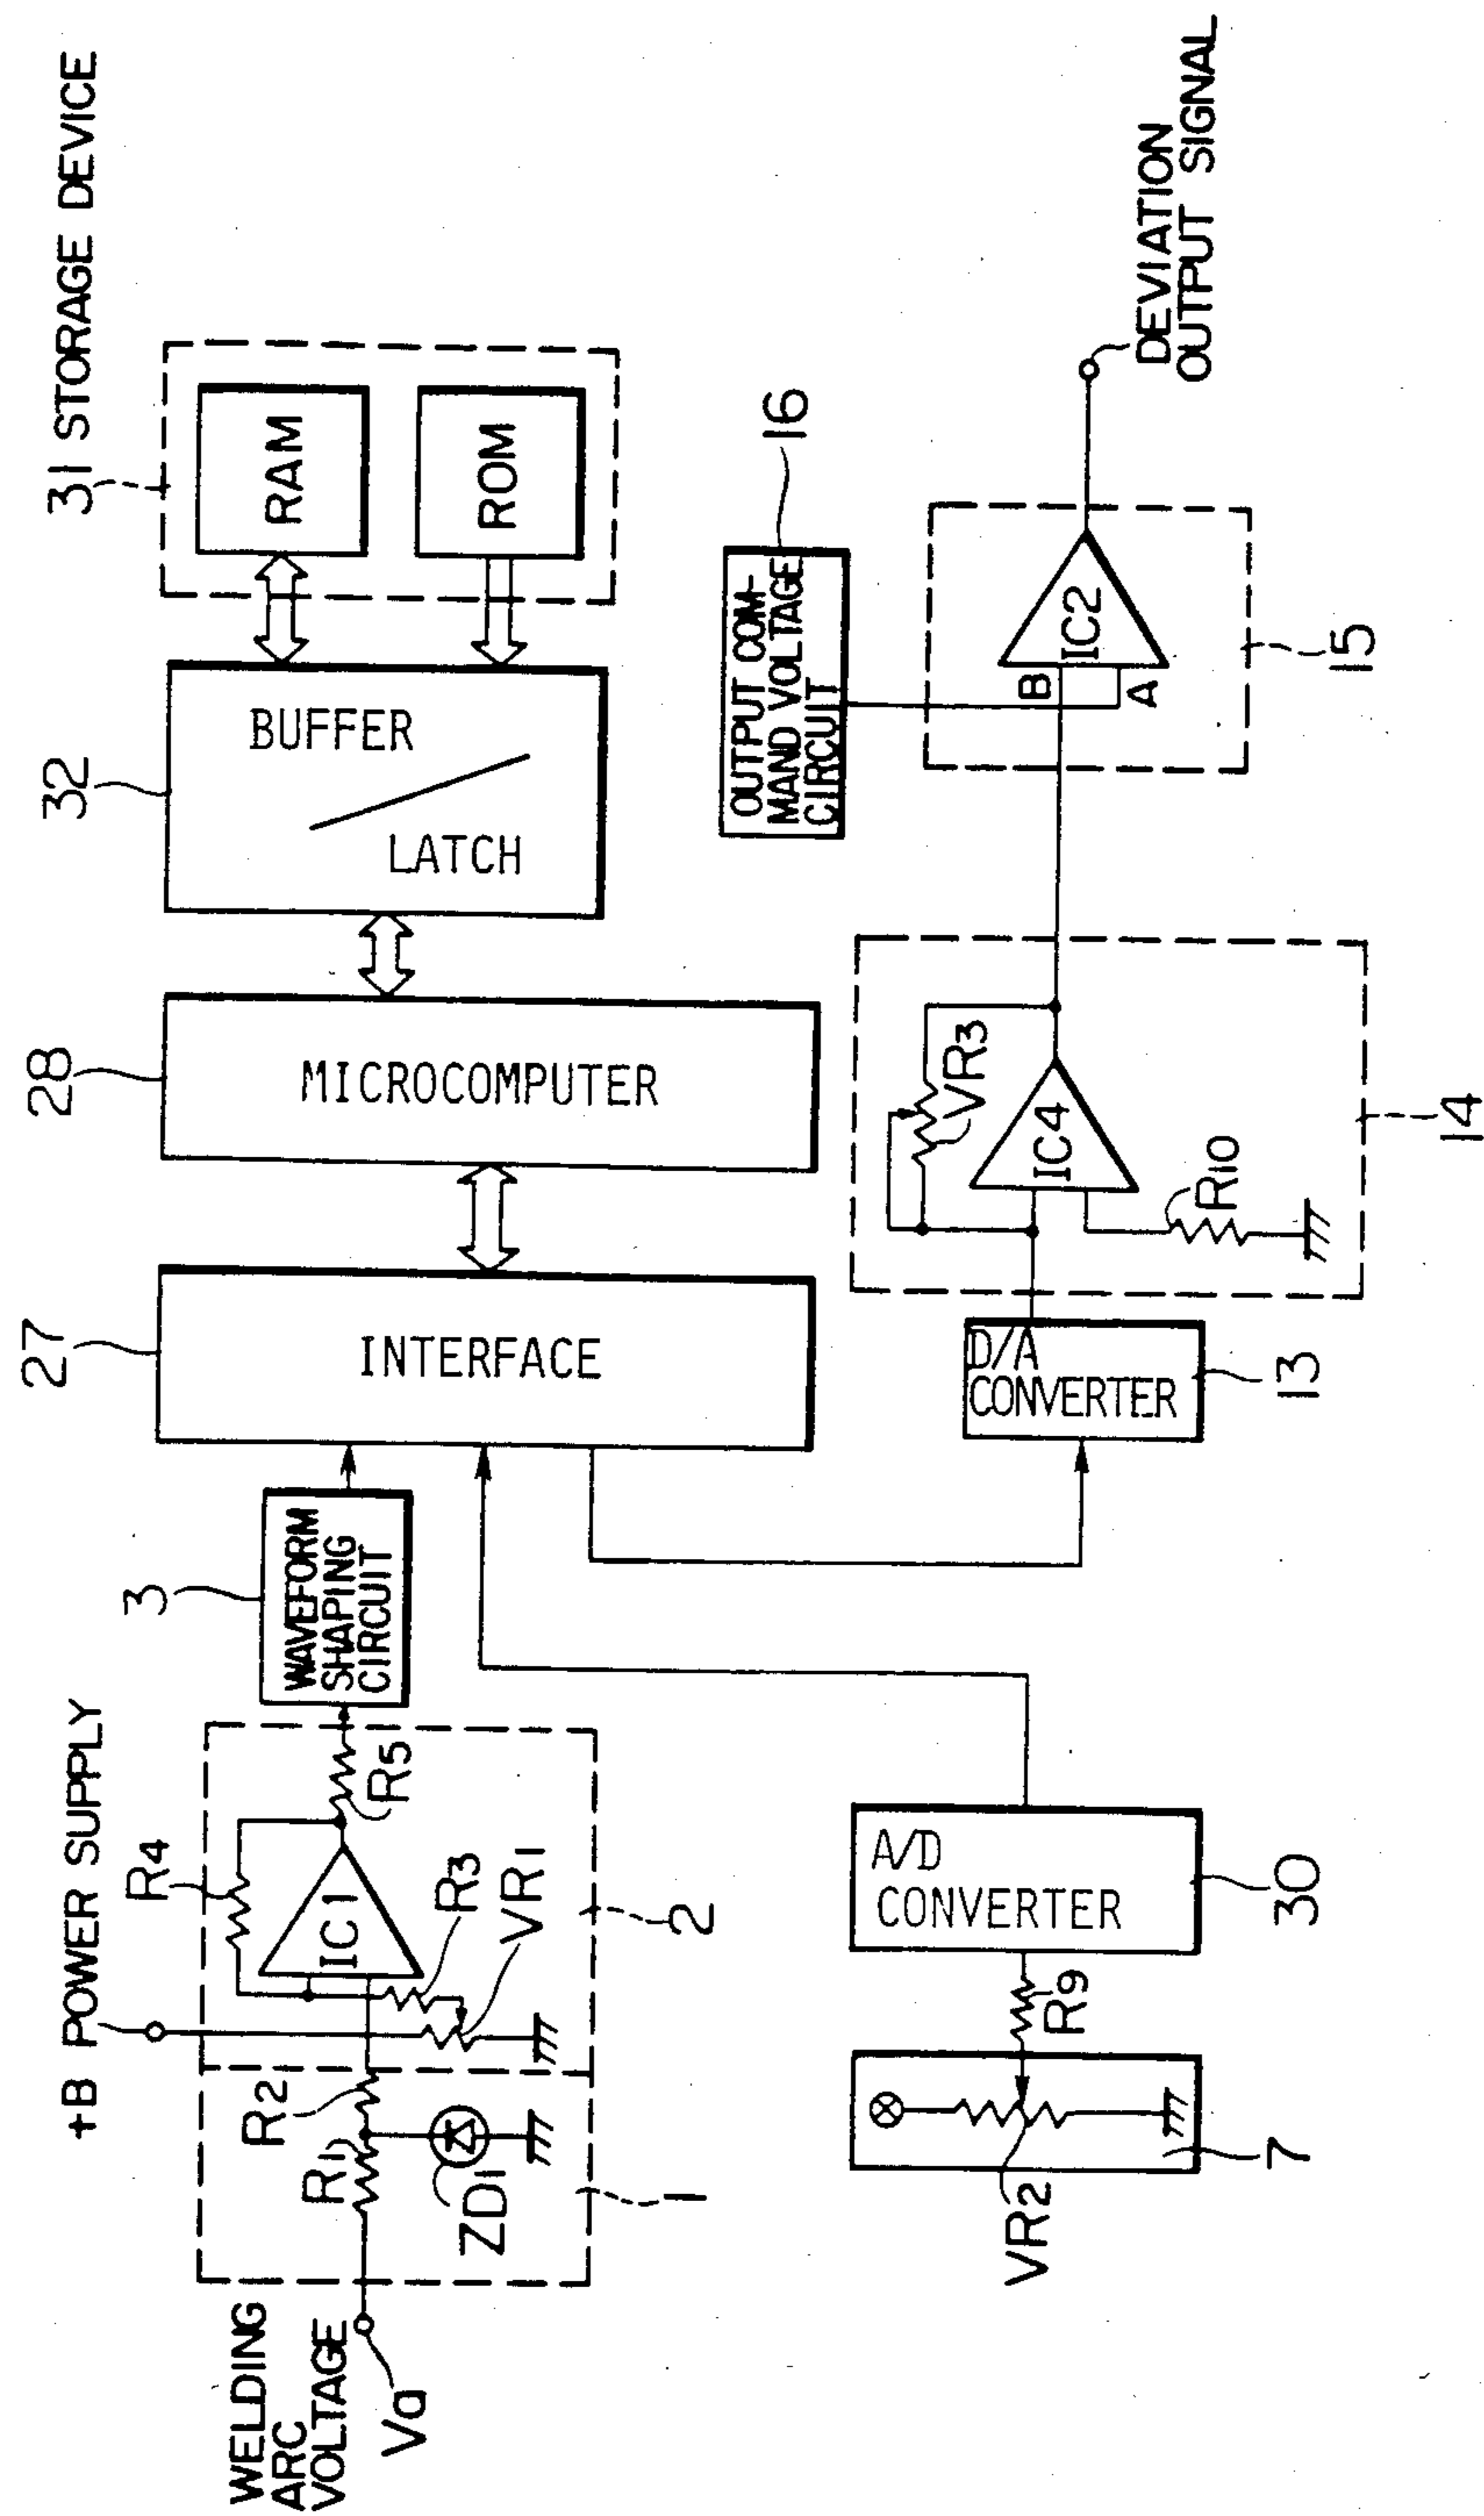 +B POWER SUPPLY
3
27
28
32
31 STORAGE DEVICE
WELDING
ARC
VOLTAGE
Va
R1
R2
ZD1
1
R4
IC1
R3
VR1
R5
2
WAVEFORM
SHAPING
CIRCUIT
INTERFACE
MICROCOMPUTER
BUFFER
LATCH
RAM
ROM
VR2
7
R9
A/D
CONVERTER
30
D/A
CONVERTER
13
VR3
IC4
R10
14
OUTPUT COM-
MAND VOLTAGE
CIRCUIT
16
B
A
IC2
15
DEVIATION
OUTPUT SIGNAL